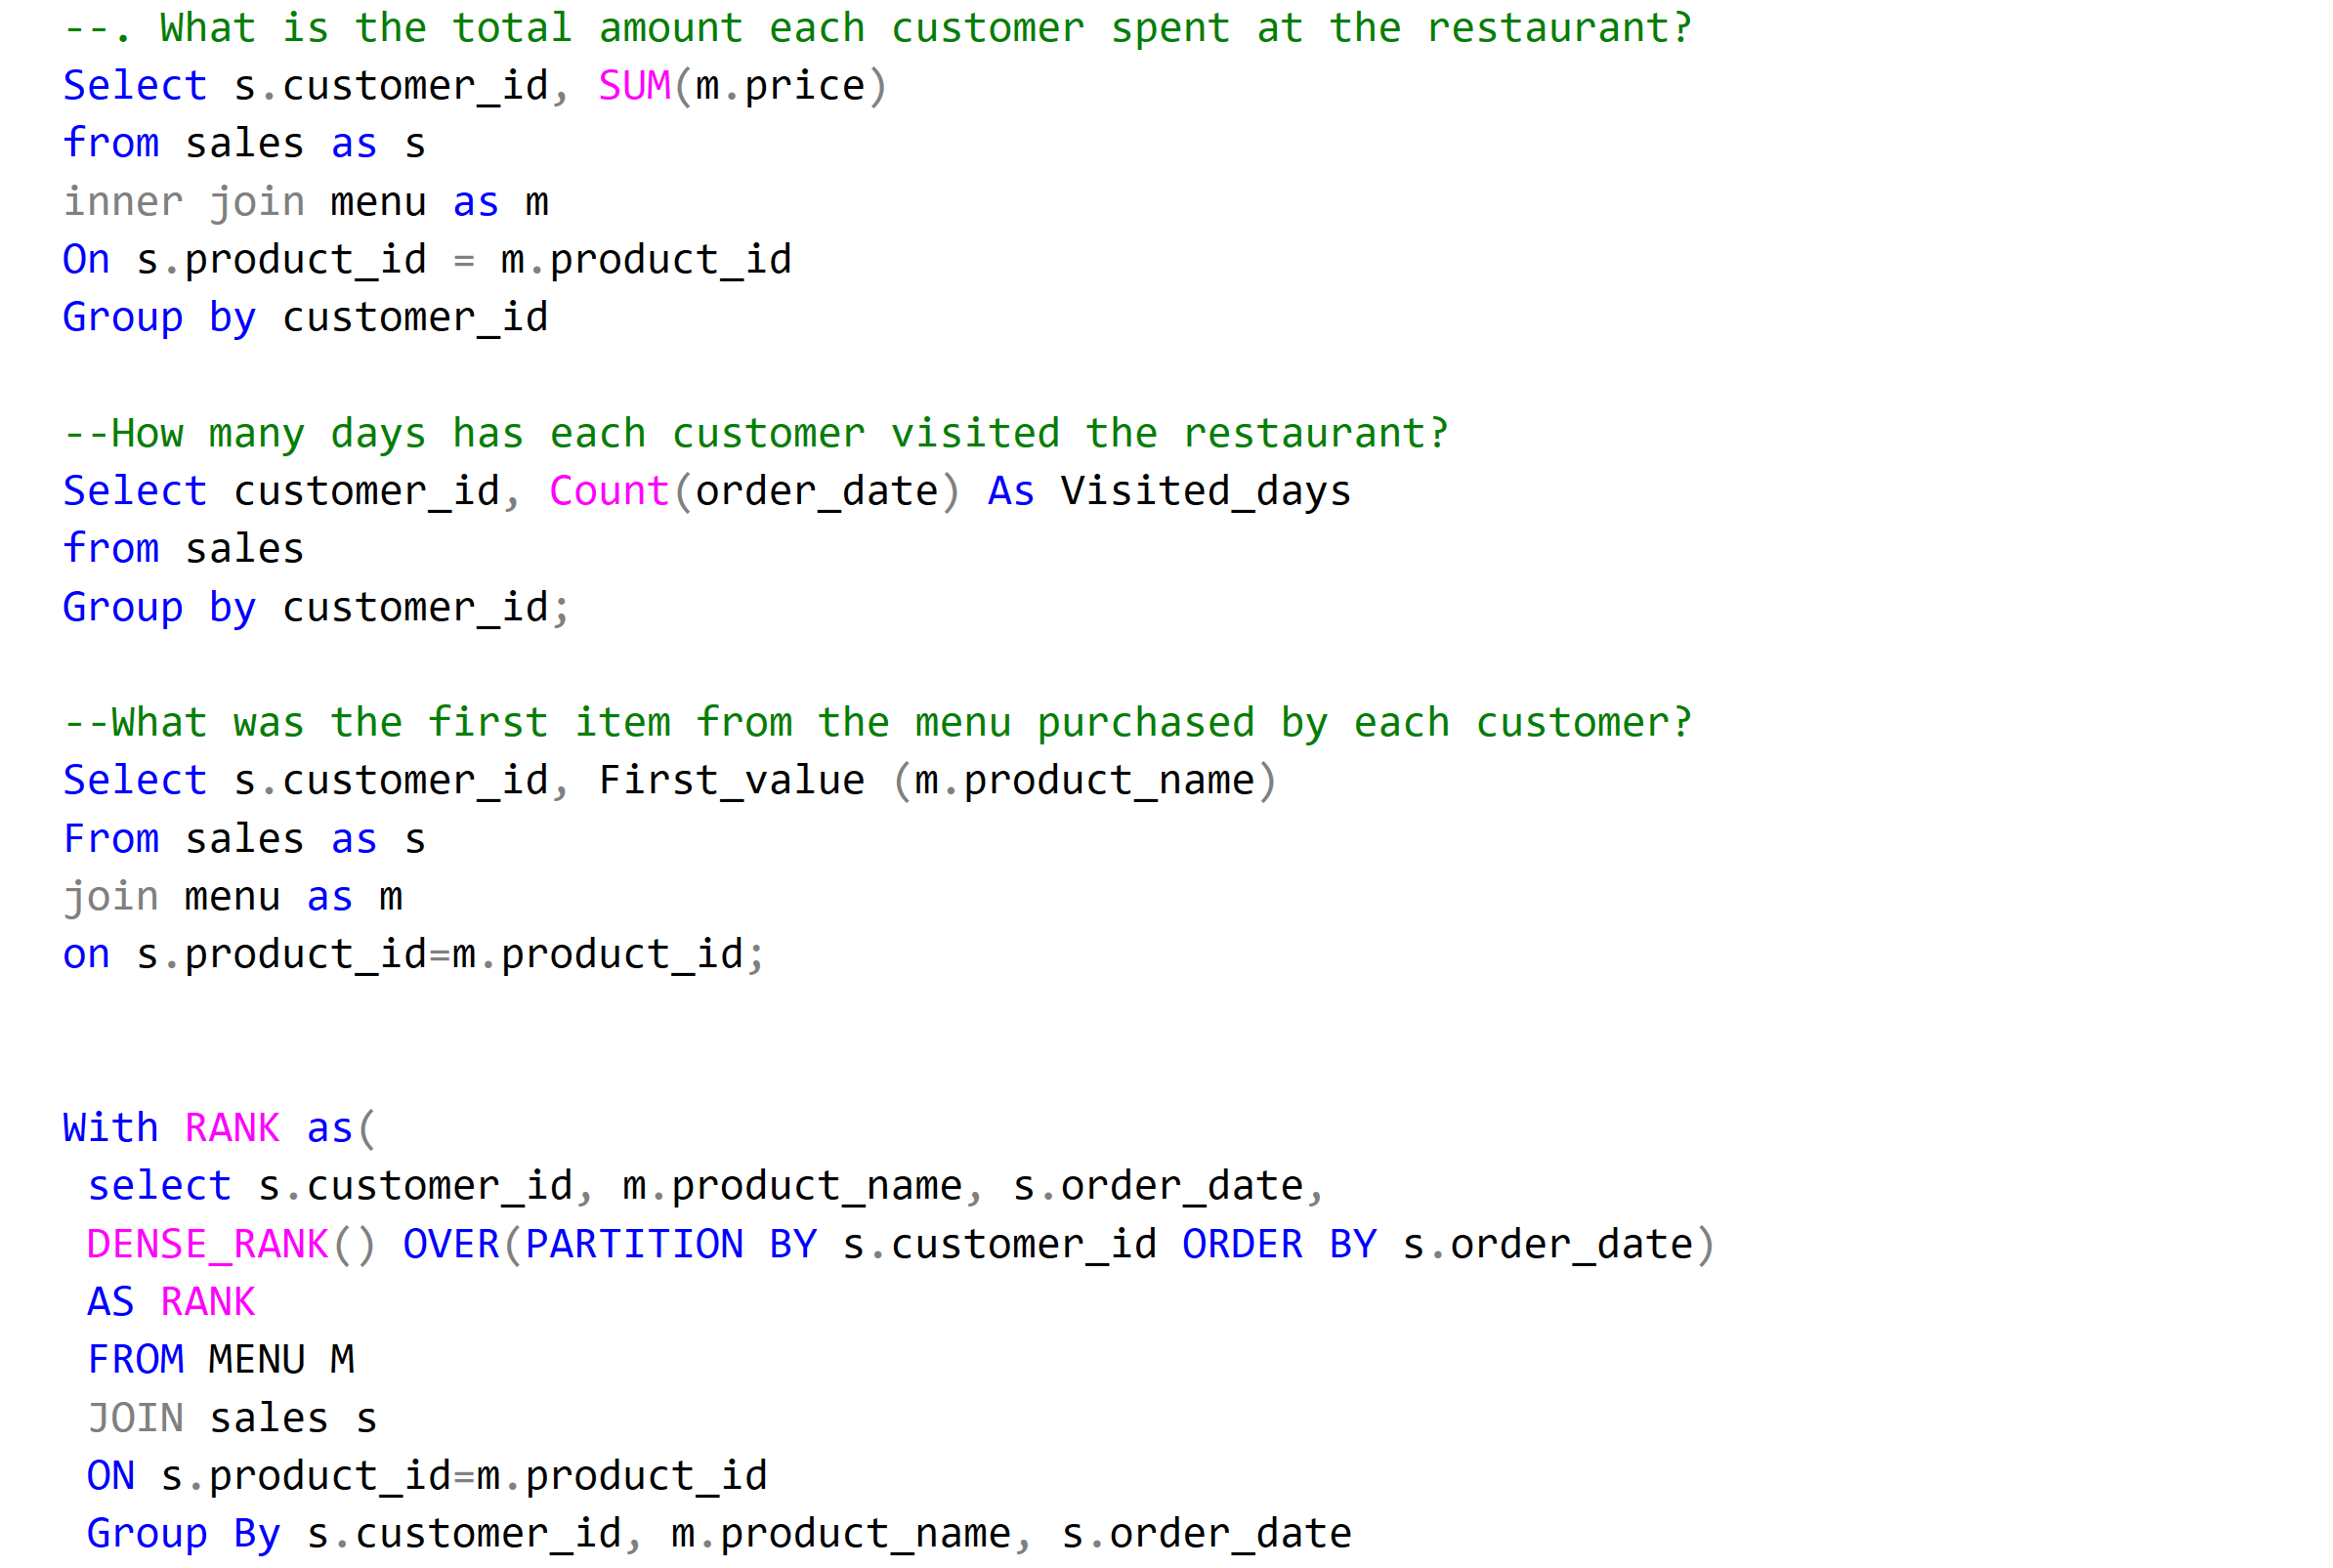 --. What is the total amount each customer spent at the restaurant?
Select s.customer_id, SUM(m.price)
from sales as s
inner join menu as m
On s.product_id = m.product_id
Group by customer_id
--How many days has each customer visited the restaurant?
Select customer_id, Count(order_date) As Visited_days
from sales
Group by customer_id;
--What was the first item from the menu purchased by each customer?
Select s.customer_id, First_value (m.product_name)
From sales as s
join menu as m
on s.product_id=m.product_id;
With RANK as(
select s.customer_id, m.product_name, s.order_date,
DENSE_RANK() OVER(PARTITION BY s.customer_id ORDER BY s.order_date)
AS RANK
FROM MENU M
JOIN sales s
ON s.product_id=m.product_id
Group By s.customer_id, m.product_name, s.order_date